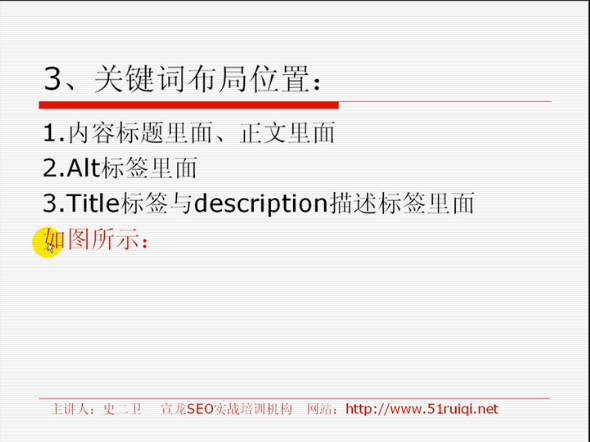 3、关键词布局位置：
1.内容标题里面、正文里面
2.Alt标签里面
3.Title标签与description描述标签里面
如图所示：
主讲人：史二卫 宣龙SEO实战培训机构 网站：http://www.51ruiqi.net